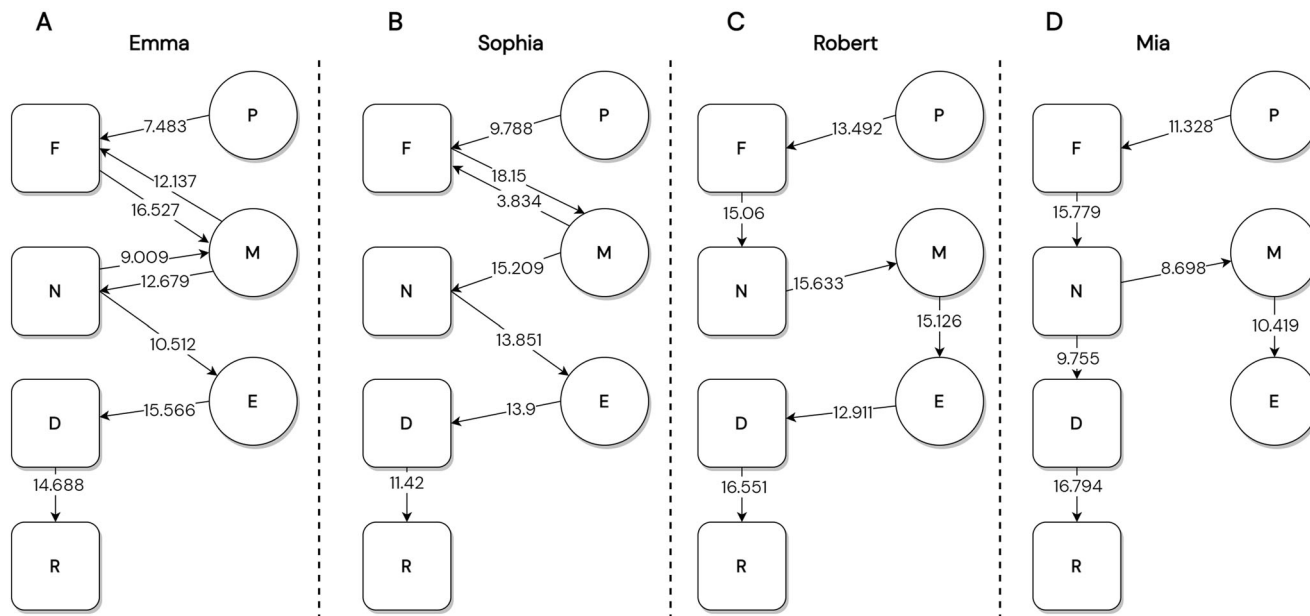 A
Emma
P
7.483
F
12.137
16.527
M
9.009
12.679
N
10.512
E
15.566
D
14.688
R
B
Sophia
P
9.788
F
18.15
3.834
M
15.209
N
13.851
E
13.9
D
11.42
R
C
Robert
P
13.492
F
15.06
M
15.633
N
15.126
E
12.911
D
16.551
R
D
Mia
P
11.328
F
15.779
M
8.698
N
10.419
9.755
E
D
16.794
R